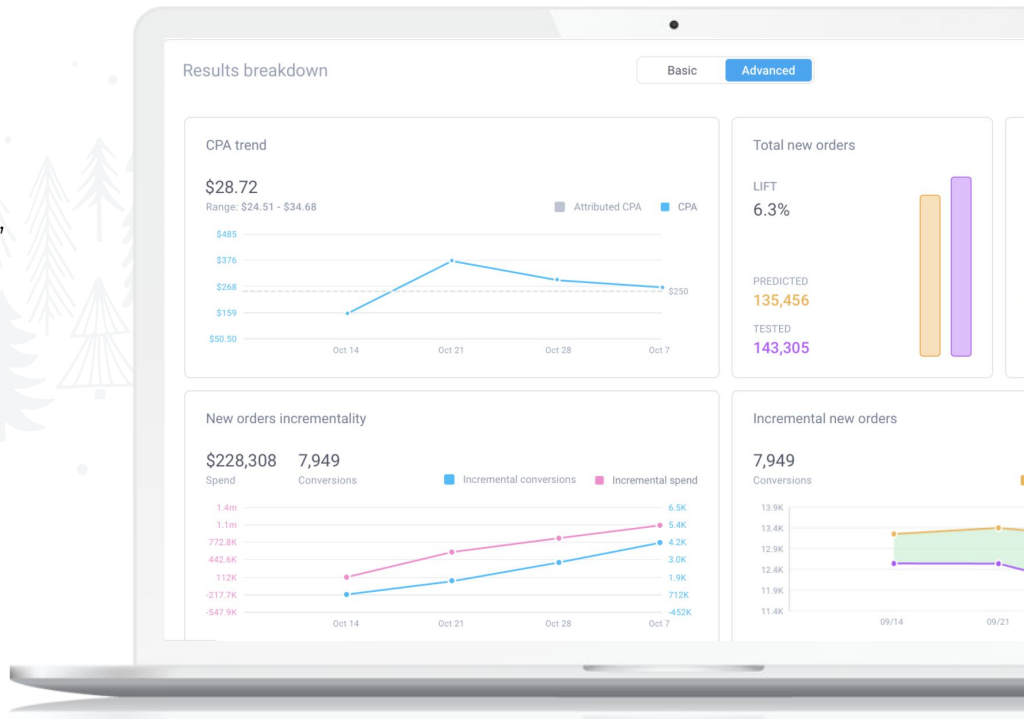 Results breakdown
Basic
Advanced
CPA trend
$28.72
Range: $24.51 - $34.68
Attributed CPA
CPA
$485
$376
$268
$250
$159
$50.50
Oct 14
Oct 21
Oct 28
Oct 7
Total new orders
LIFT
6.3%
PREDICTED
135,456
TESTED
143,305
New orders incrementality
$228,308
7,949
Spend
Conversions
Incremental conversions
Incremental spend
1.4m
6.5K
1.1m
5.4K
772.8K
4.2K
442.6K
3.0K
112K
1.9K
-217.7K
712K
-547.9K
-452K
Oct 14
Oct 21
Oct 28
Oct 7
Incremental new orders
7,949
Conversions
13.9K
13.4K
12.9K
12.4K
11.9K
11.4K
09/14
09/21